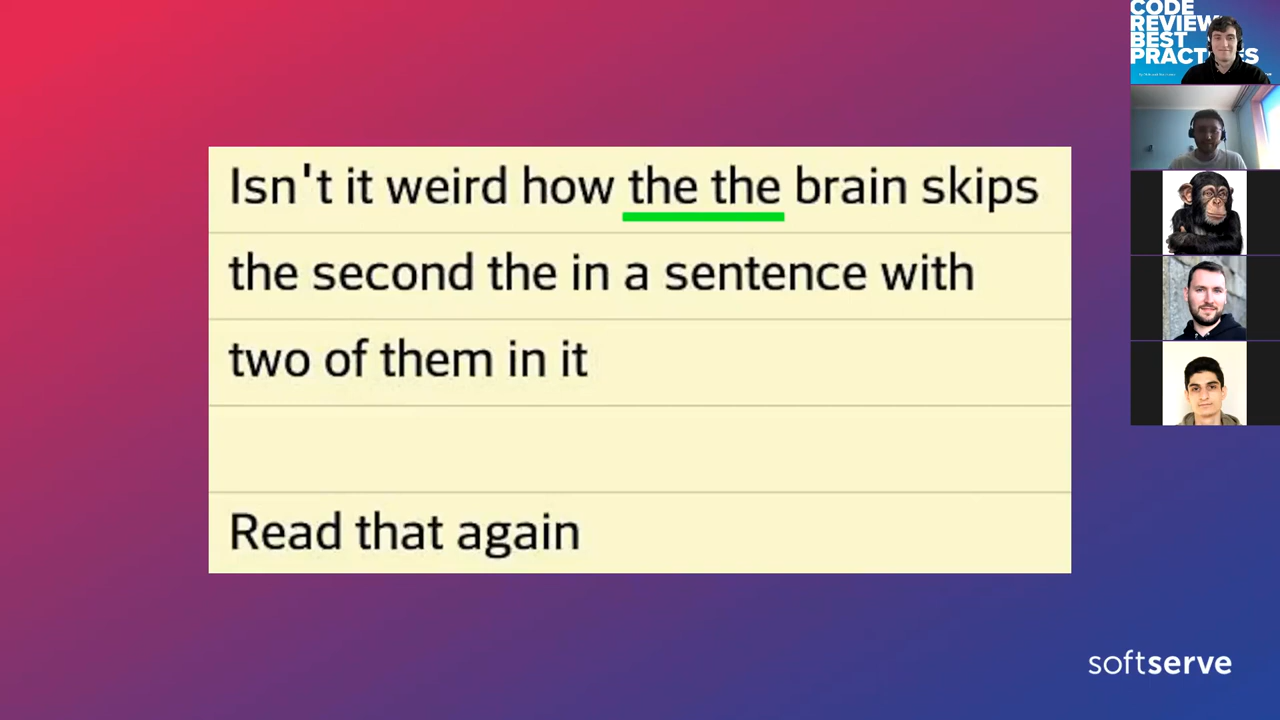 Isn't it weird how the the brain skips
the second the in a sentence with
two of them in it
Read that again
CODE
REVIEW
BEST
softserve